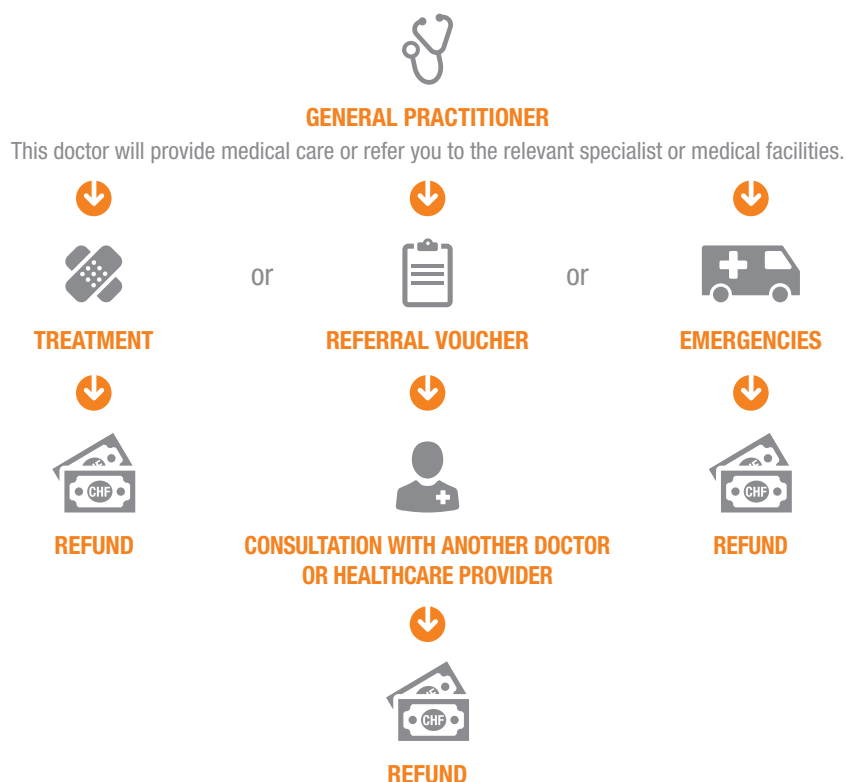 GENERAL PRACTITIONER
This doctor will provide medical care or refer you to the relevant specialist or medical facilities.
or
or
TREATMENT
REFERRAL VOUCHER
EMERGENCIES
CHF
CHF
REFUND
CONSULTATION WITH ANOTHER DOCTOR
OR HEALTHCARE PROVIDER
REFUND
CHF
REFUND